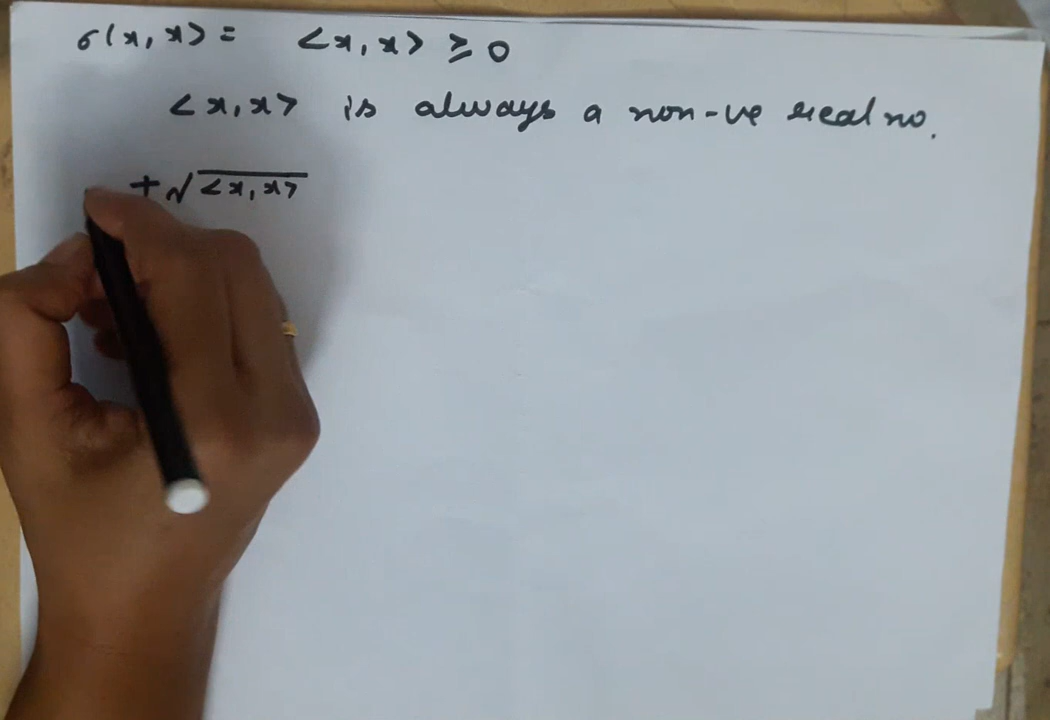 σ(x, x> = <x, x> ≥ 0
<x, x> is always a non-ve real no.
+√<x, x>